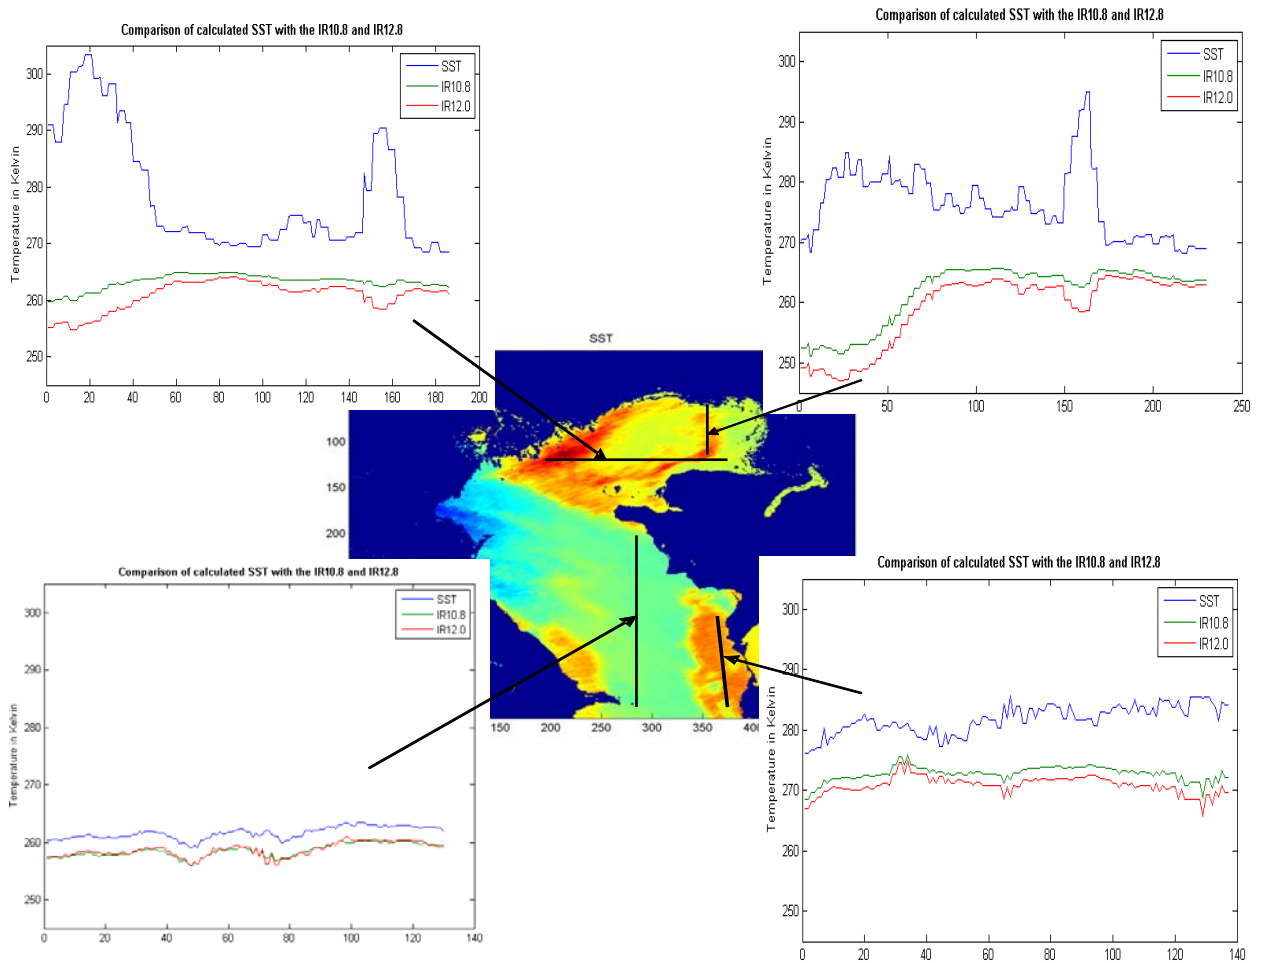 Comparison of calculated SST with the IR10.8 and IR12.8
SST
IR10.8
IR12.0
Temperature in Kelvin
300
290
280
270
260
250
0 20 40 60 80 100 120 140 160 180 200
Comparison of calculated SST with the IR10.8 and IR12.8
SST
IR10.8
IR12.0
Temperature in Kelvin
300
290
280
270
260
250
0 50 100 150 200 250
SST
100
150
200
150 200 250 300 350 400
Comparison of calculated SST with the IR10.8 and IR12.8
SST
IR10.8
IR12.0
Temperature in Kelvin
300
290
280
270
260
250
0 20 40 60 80 100 120 140
Comparison of calculated SST with the IR10.8 and IR12.8
SST
IR10.8
IR12.0
Temperature in Kelvin
300
290
280
270
260
250
0 20 40 60 80 100 120 140